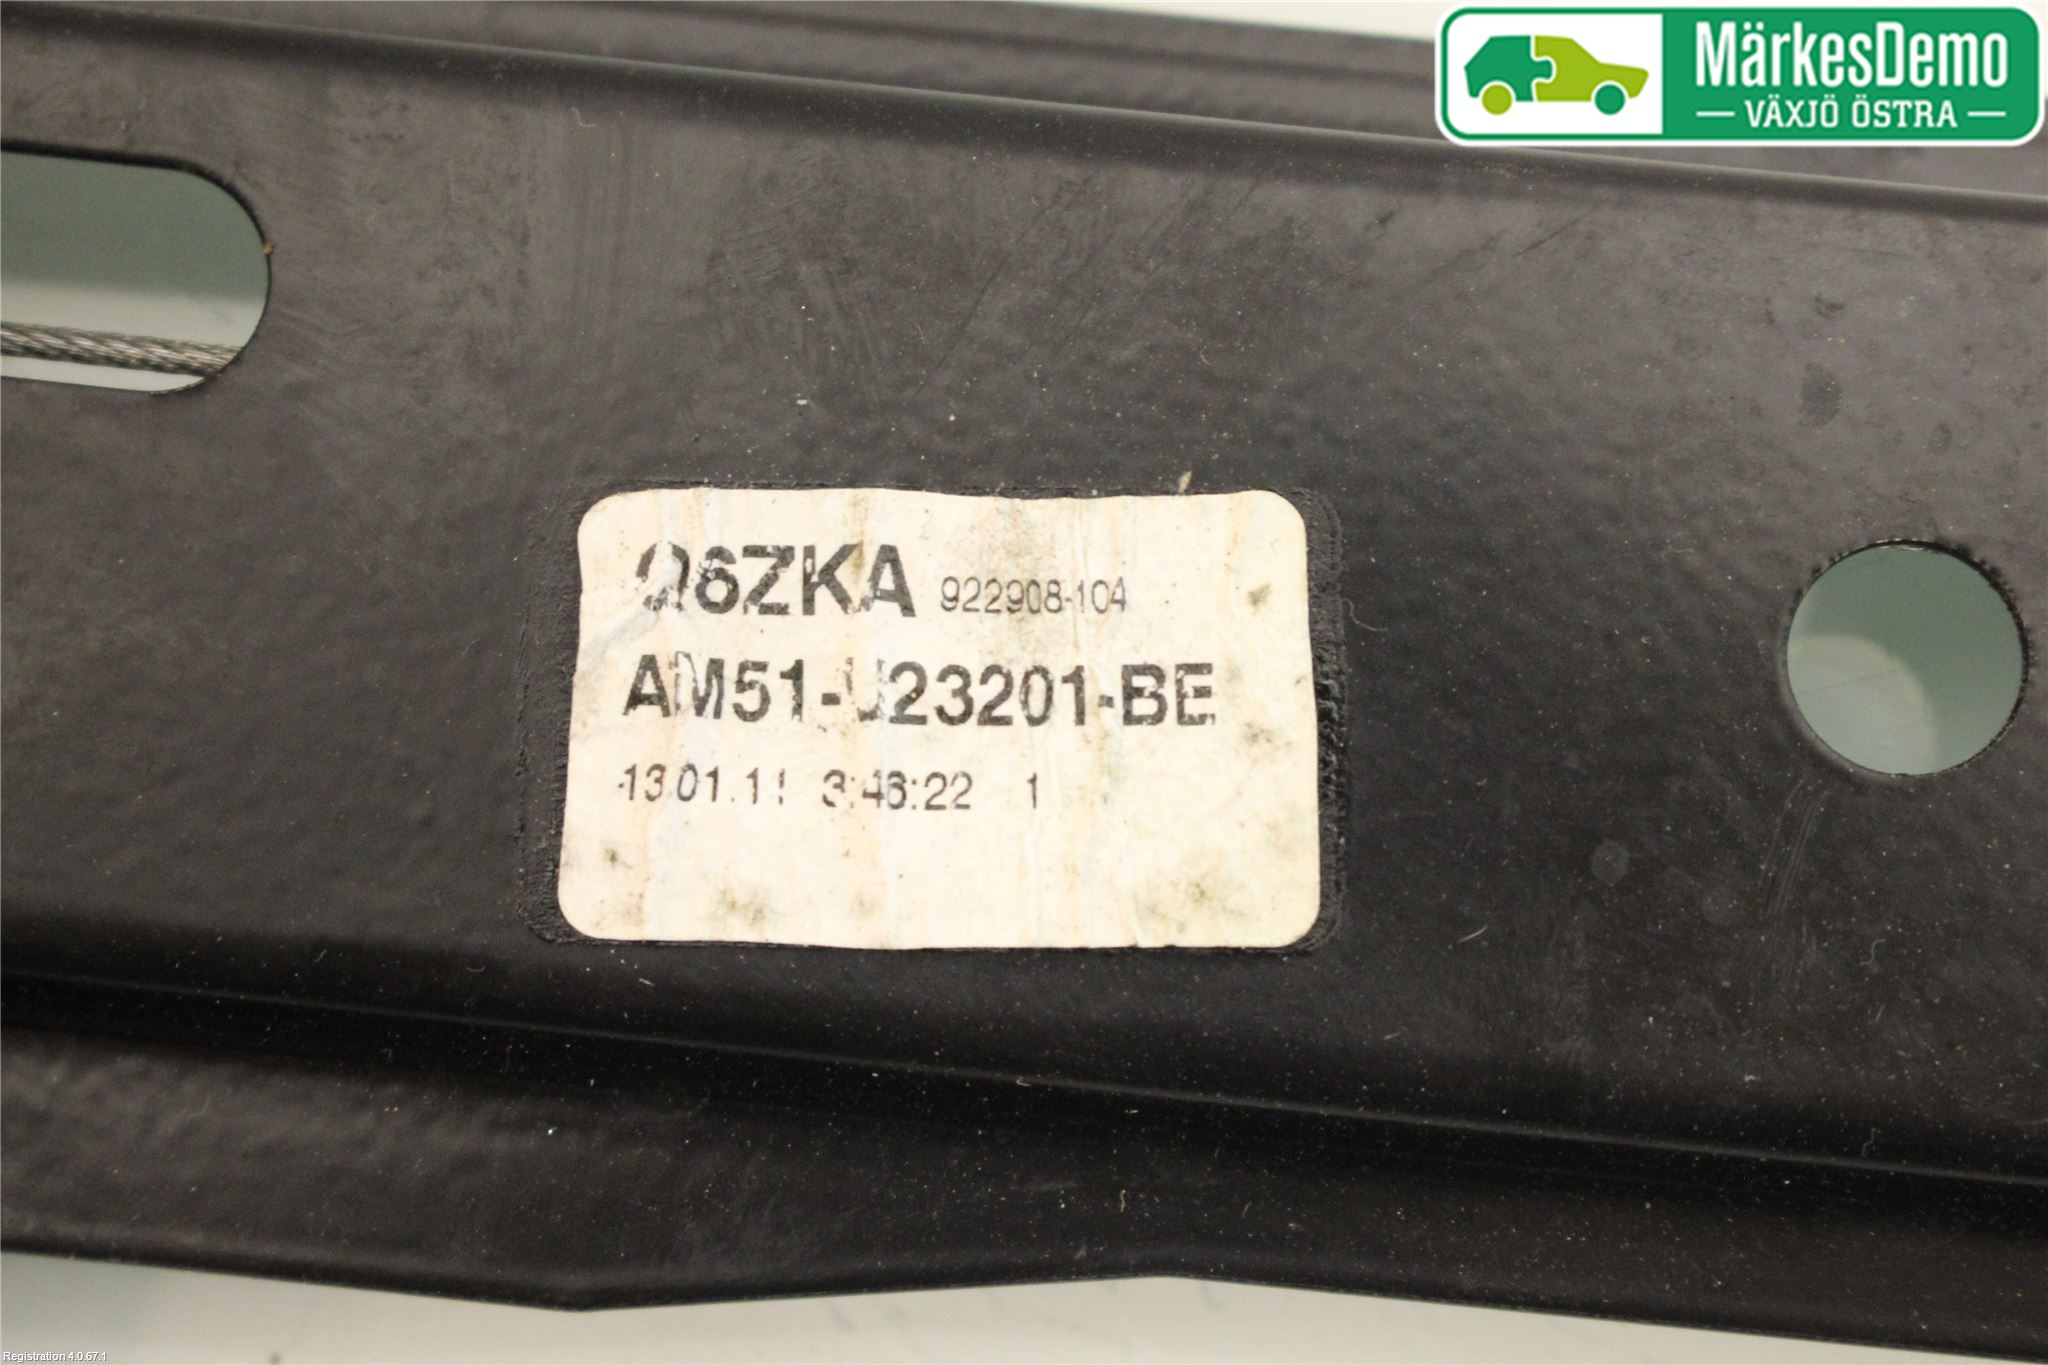 MärkesDemo
— VÄXJÖ ÖSTRA —
Q6ZKA 922908-104
AM51-U23201-BE
13.01.11 3:46:22 1
Registration 4.0.67.1